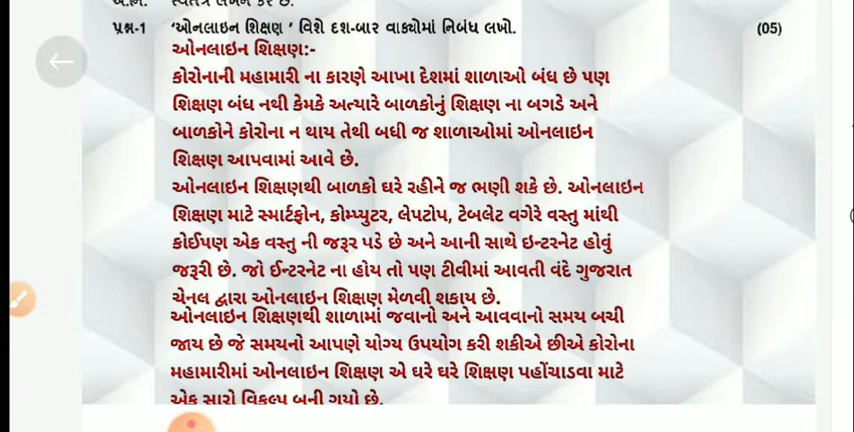 પ્રશ્ન-1 ‘ઓનલાઇન શિક્ષણ ’ વિશે દશ-બાર વાક્યોમાં નિબંધ લખો. (05)
ઓનલાઇન શિક્ષણ:-
કોરોનાની મહામારી ના કારણે આખા દેશમાં શાળાઓ બંધ છે પણ
શિક્ષણ બંધ નથી કેમકે અત્યારે બાળકોનું શિક્ષણ ના બગડે અને
બાળકોને કોરોના ન થાય તેથી બધી જ શાળાઓમાં ઓનલાઇન
શિક્ષણ આપવામાં આવે છે.
ઓનલાઇન શિક્ષણથી બાળકો ઘરે રહીને જ ભણી શકે છે. ઓનલાઇન
શિક્ષણ માટે સ્માર્ટફોન, કોમ્પ્યુટર, લેપટોપ, ટેબલેટ વગેરે વસ્તુ માંથી
કોઈપણ એક વસ્તુ ની જરૂર પડે છે અને આની સાથે ઇન્ટરનેટ હોવું
જરૂરી છે. જો ઈન્ટરનેટ ના હોય તો પણ ટીવીમાં આવતી વંદે ગુજરાત
ચેનલ દ્વારા ઓનલાઇન શિક્ષણ મેળવી શકાય છે.
ઓનલાઇન શિક્ષણથી શાળામાં જવાનો અને આવવાનો સમય બચી
જાય છે જે સમયનો આપણે યોગ્ય ઉપયોગ કરી શકીએ છીએ કોરોના
મહામારીમાં ઓનલાઇન શિક્ષણ એ ઘરે ઘરે શિક્ષણ પહોંચાડવા માટે
એક સારો વિકલ્પ બની ગયો છે.